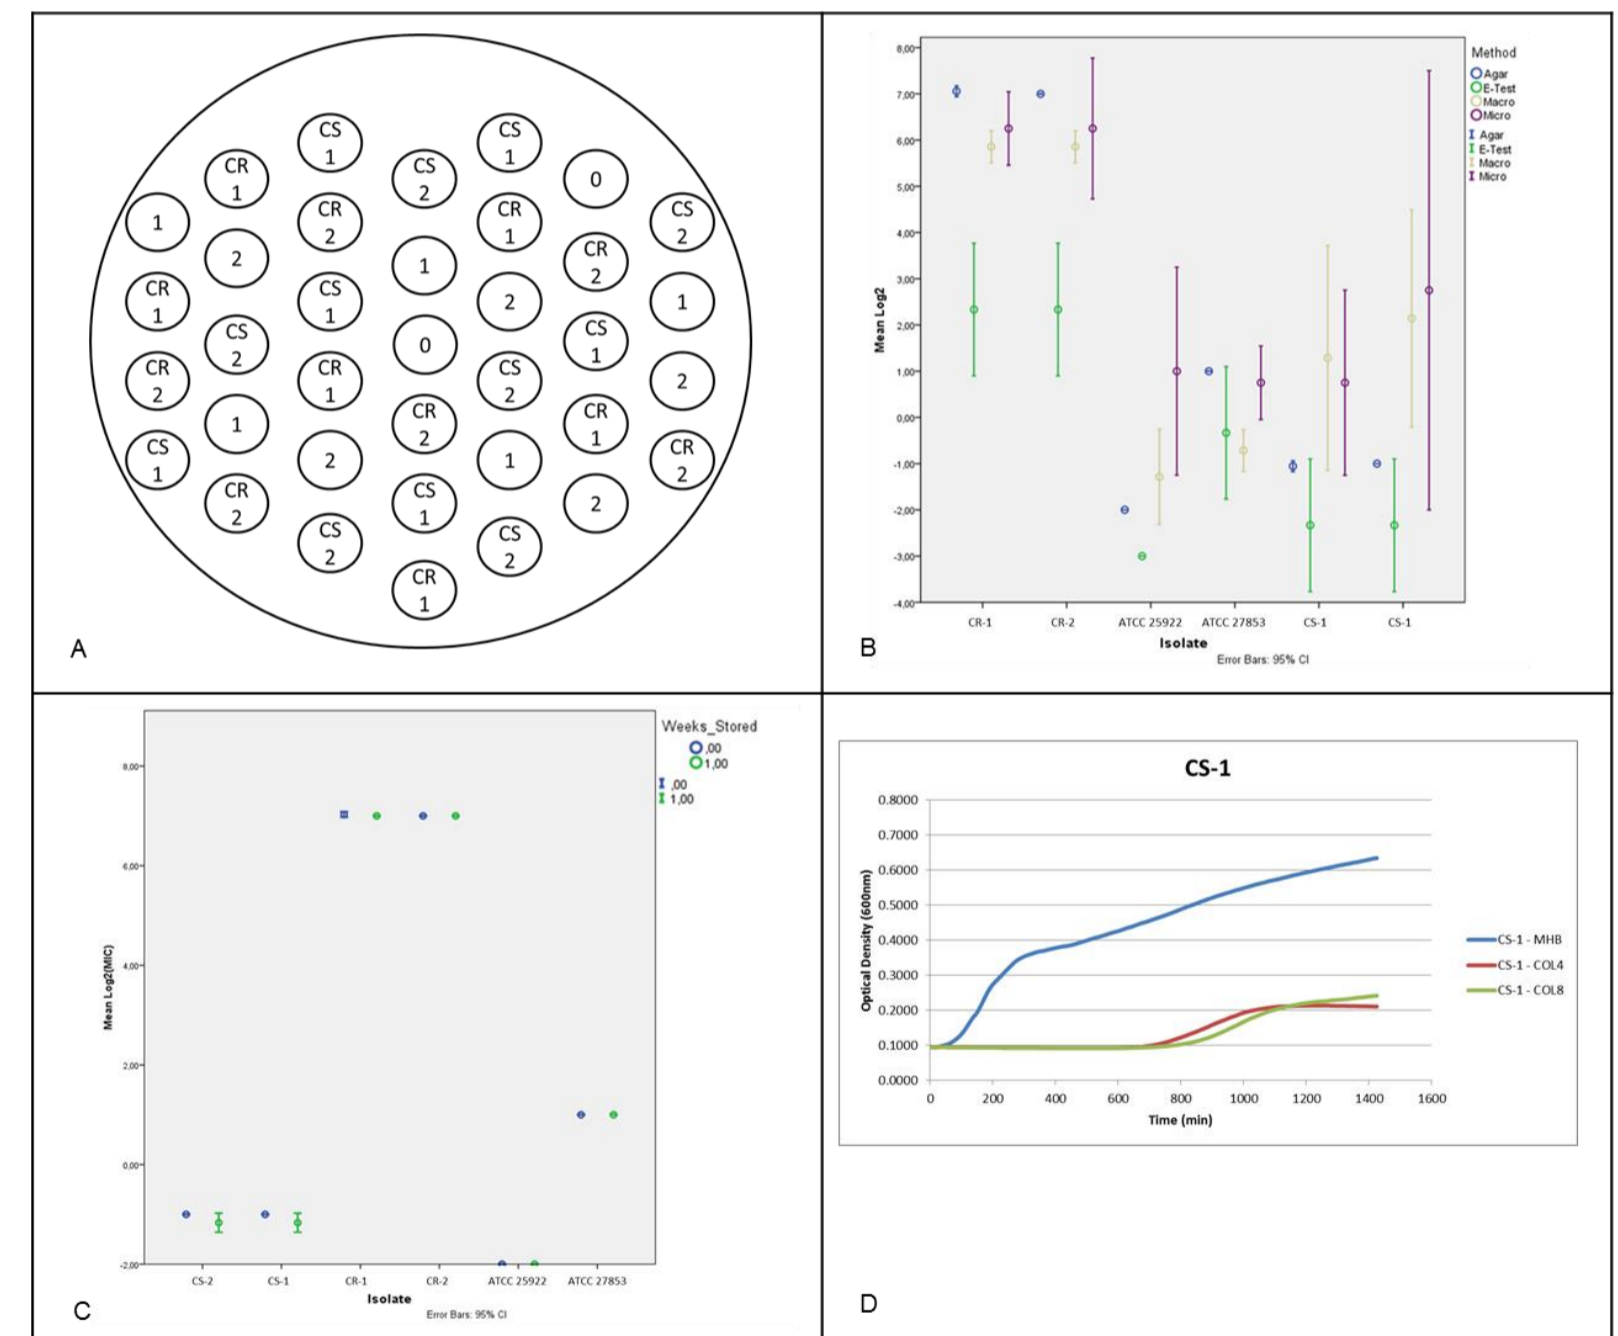 CS
1
CS
1
CR
1
CS
2
0
1
CR
2
CR
1
CS
2
2
1
CR
2
CR
1
CS
1
2
1
CS
2
0
CS
1
CR
2
CR
1
CS
2
2
1
CR
2
CR
1
CS
1
2
1
CR
2
CR
2
CS
1
2
CS
2
CS
2
CR
1
A
8,00
7,00
6,00
5,00
4,00
3,00
2,00
1,00
0,00
-1,00
-2,00
-3,00
-4,00
Mean Log2
CR-1 CR-2 ATCC 25922 ATCC 27853 CS-1 CS-1
Isolate
Error Bars: 95% CI
Method
Agar
E-Test
Macro
Micro
Agar
E-Test
Macro
Micro
B
8,00
6,00
4,00
2,00
0,00
-2,00
Mean Log2(MIC)
CS-2 CS-1 CR-1 CR-2 ATCC 25922 ATCC 27853
Isolate
Error Bars: 95% CI
Weeks_Stored
,00
1,00
,00
1,00
C
CS-1
0.8000
0.7000
0.6000
0.5000
0.4000
0.3000
0.2000
0.1000
0.0000
Optical Density (600nm)
0 200 400 600 800 1000 1200 1400 1600
Time (min)
CS-1 - MHB
CS-1 - COL4
CS-1 - COL8
D